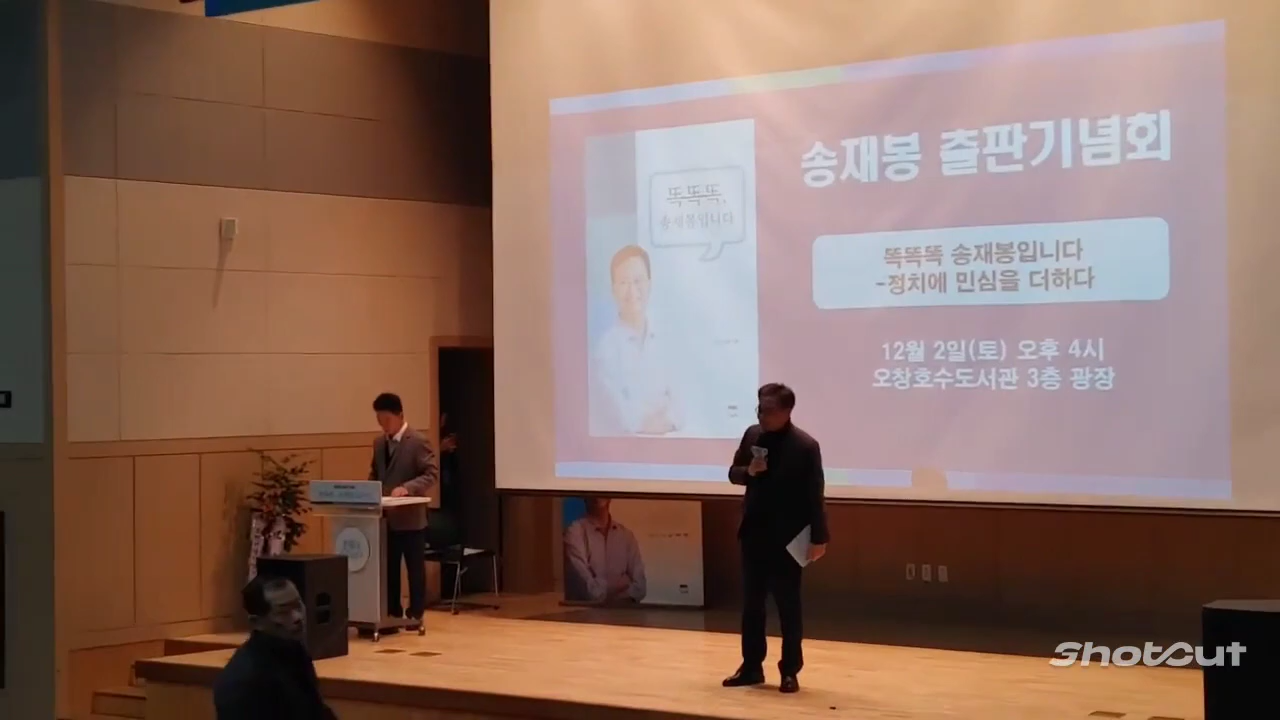 송재봉 출판기념회
똑똑똑,
송재봉입니다
똑똑똑 송재봉입니다
-정치에 민심을 더하다
12월 2일(토) 오후 4시
오창호수도서관 3층 광장
Shotcut